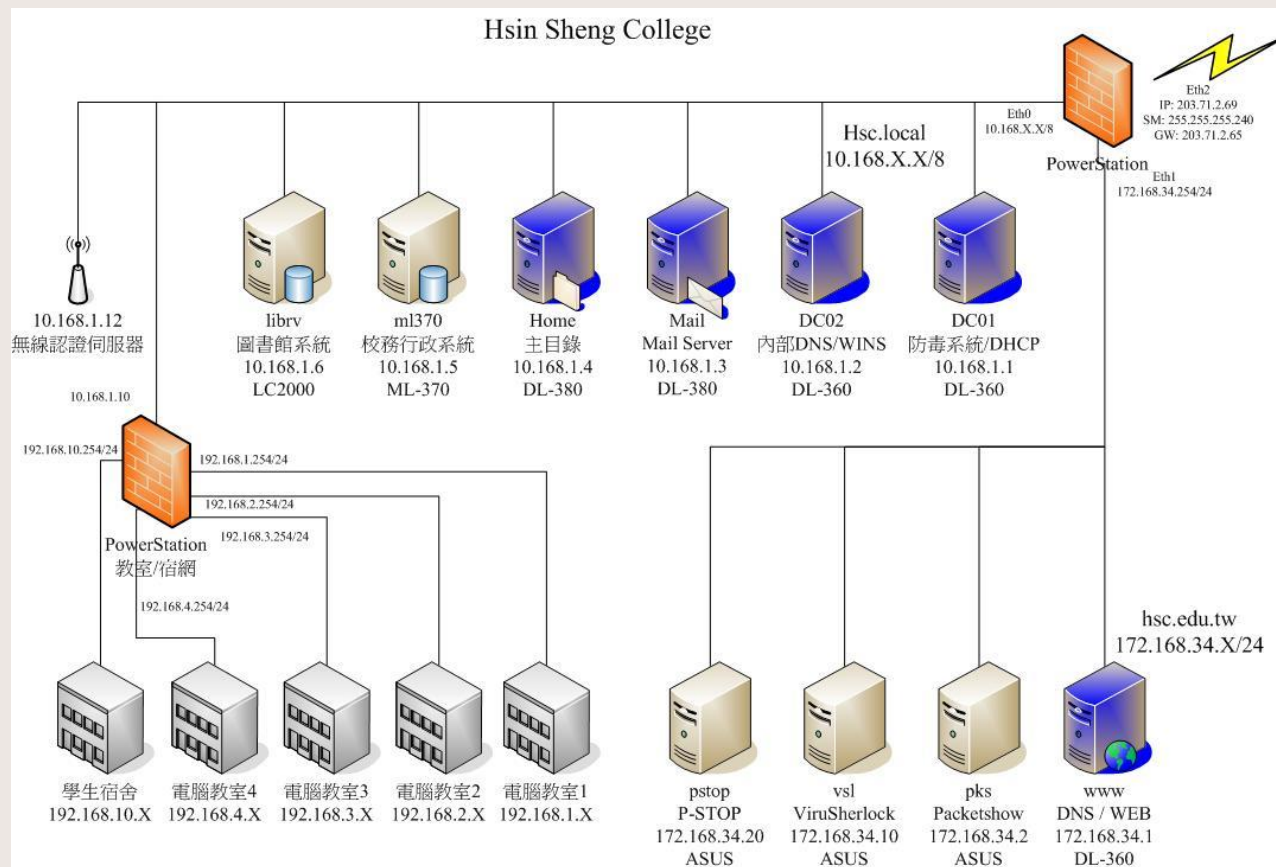 Hsin Sheng College
Eth2
IP: 203.71.2.69
SM: 255.255.255.240
GW: 203.71.2.65
Eth0
10.168.X.X/8
Hsc.local
10.168.X.X/8
PowerStation
Eth1
172.168.34.254/24
10.168.1.12
無線認證伺服器
librv
圖書館系統
10.168.1.6
LC2000
ml370
校務行政系統
10.168.1.5
ML-370
Home
主目錄
10.168.1.4
DL-380
Mail
Mail Server
10.168.1.3
DL-380
DC02
內部DNS/WINS
10.168.1.2
DL-360
DC01
防毒系統/DHCP
10.168.1.1
DL-360
10.168.1.10
192.168.10.254/24
192.168.1.254/24
192.168.2.254/24
192.168.3.254/24
PowerStation
教室/宿網
192.168.4.254/24
hsc.edu.tw
172.168.34.X/24
學生宿舍
192.168.10.X
電腦教室4
192.168.4.X
電腦教室3
192.168.3.X
電腦教室2
192.168.2.X
電腦教室1
192.168.1.X
pstop
P-STOP
172.168.34.20
ASUS
vsl
ViruSherlock
172.168.34.10
ASUS
pks
Packetshow
172.168.34.2
ASUS
www
DNS / WEB
172.168.34.1
DL-360